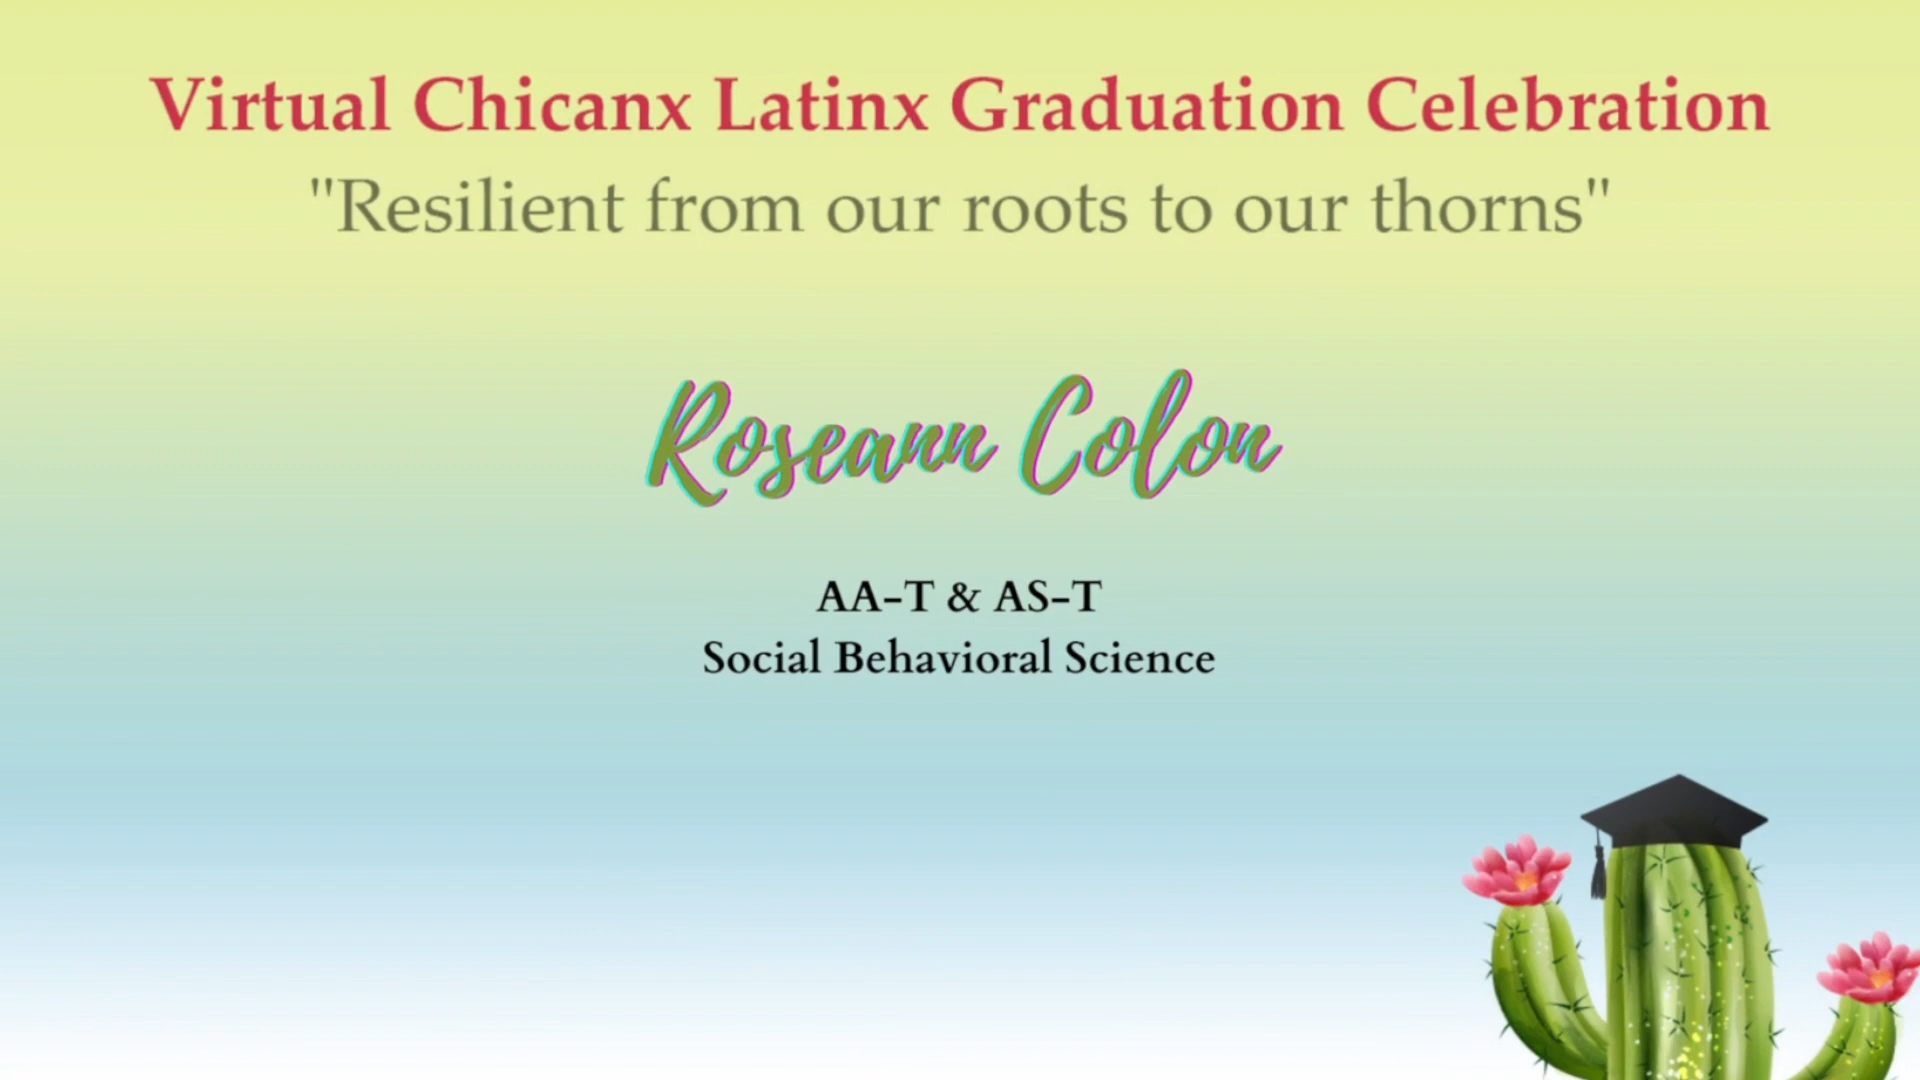 Virtual Chicanx Latinx Graduation Celebration
"Resilient from our roots to our thorns"
Roseann Colon
AA-T & AS-T
Social Behavioral Science